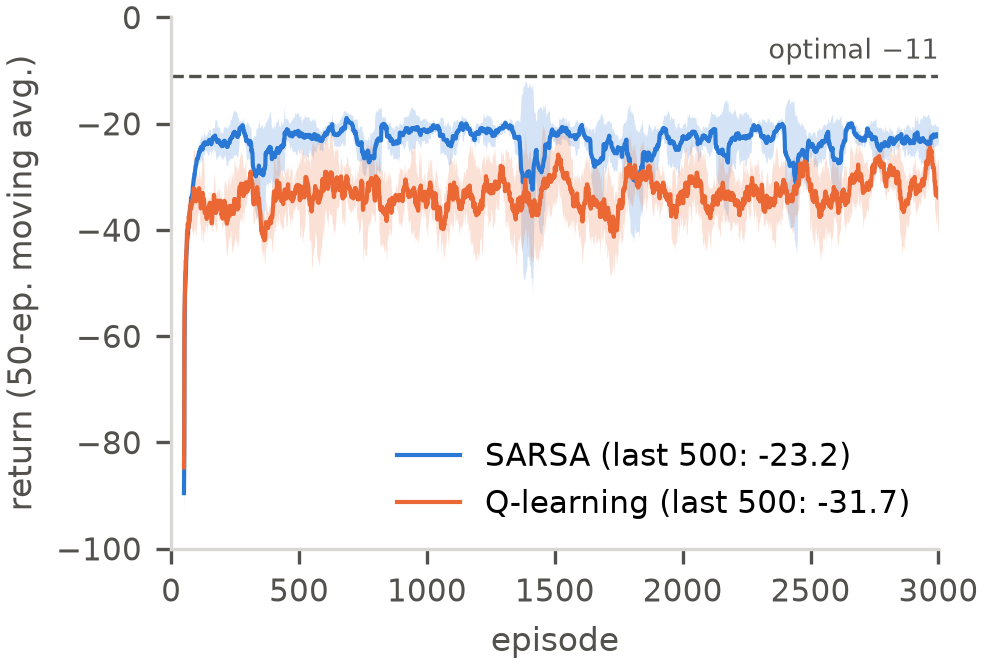 0
optimal −11
−20
−40
−60
−80
−100
return (50-ep. moving avg.)
SARSA (last 500: -23.2)
Q-learning (last 500: -31.7)
0 500 1000 1500 2000 2500 3000
episode